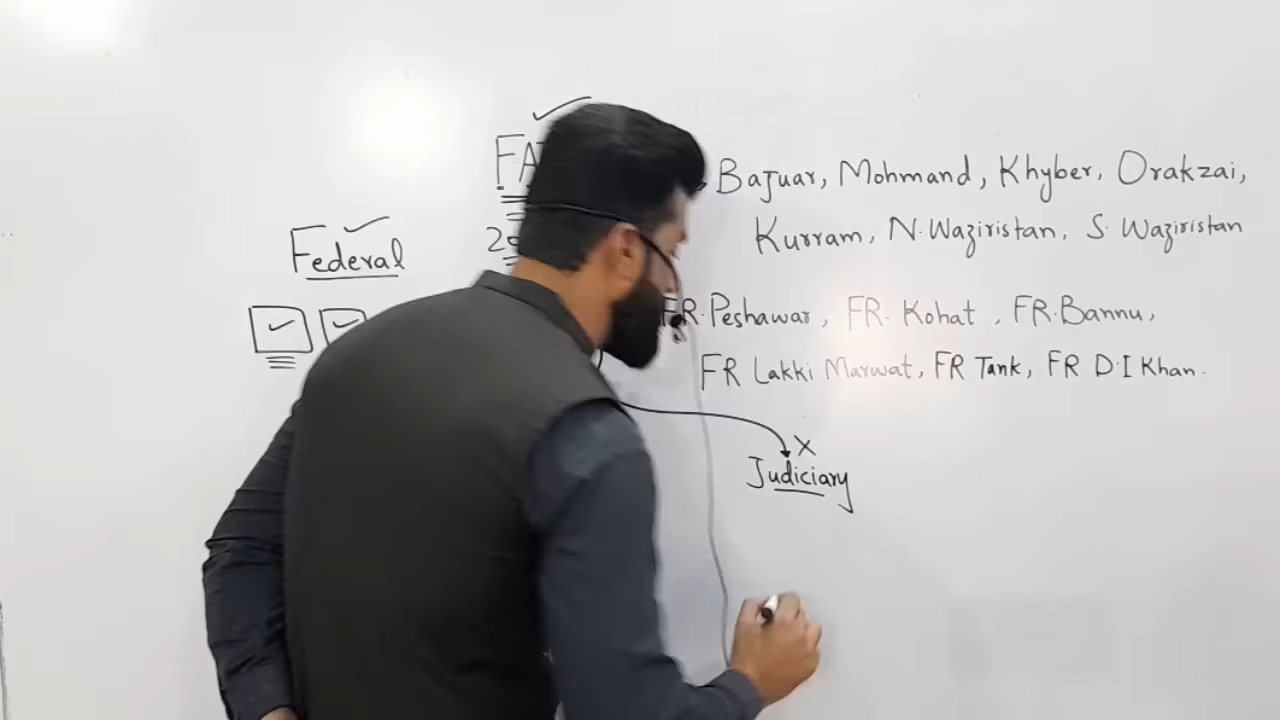 Bajuar, Mohmand, Khyber, Orakzai,
Kurram, N. Waziristan, S. Waziristan
Federal
FR. Peshawar, FR. Kohat, FR. Bannu,
FR Lakki Marwat, FR Tank, FR D.I Khan.
X
Judiciary